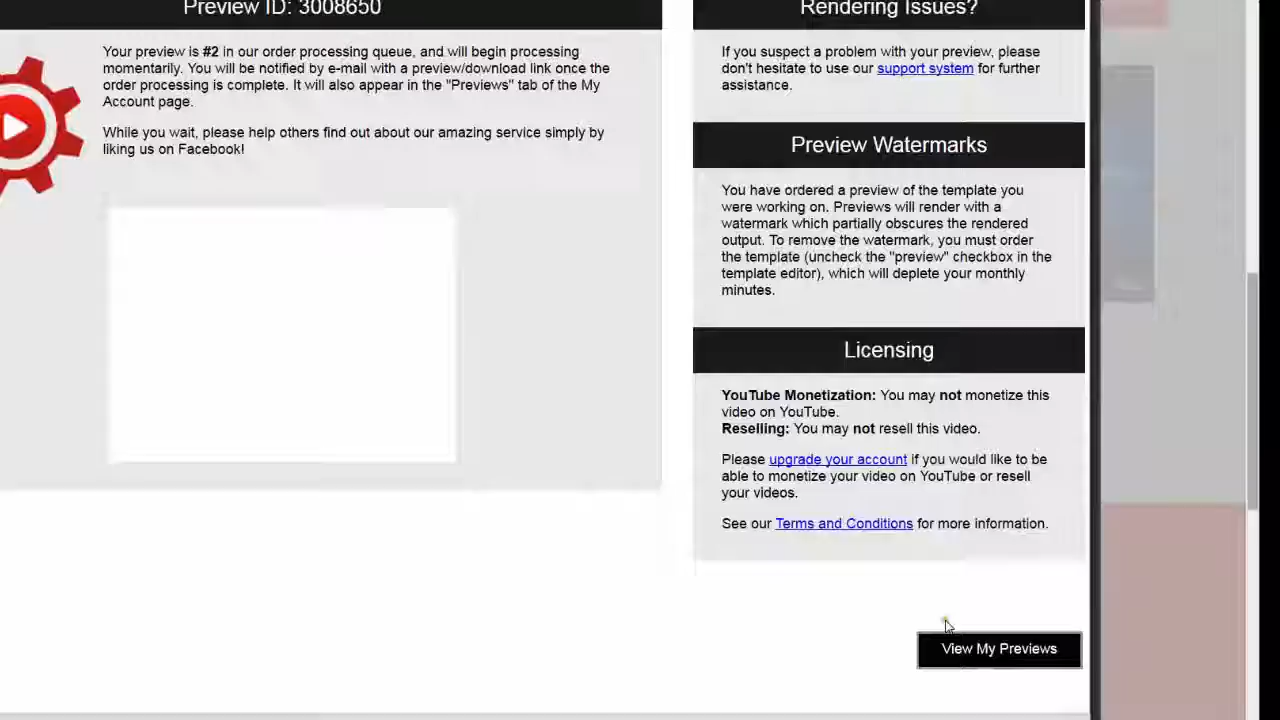 Preview ID: 3008650
Your preview is #2 in our order processing queue, and will begin processing
momentarily. You will be notified by e-mail with a preview/download link once the
order processing is complete. It will also appear in the "Previews" tab of the My
Account page.
While you wait, please help others find out about our amazing service simply by
liking us on Facebook!
Rendering Issues?
If you suspect a problem with your preview, please
don't hesitate to use our support system for further
assistance.
Preview Watermarks
You have ordered a preview of the template you
were working on. Previews will render with a
watermark which partially obscures the rendered
output. To remove the watermark, you must order
the template (uncheck the "preview" checkbox in the
template editor), which will deplete your monthly
minutes.
Licensing
YouTube Monetization: You may not monetize this
video on YouTube.
Reselling: You may not resell this video.
Please upgrade your account if you would like to be
able to monetize your video on YouTube or resell
your videos.
See our Terms and Conditions for more information.
View My Previews